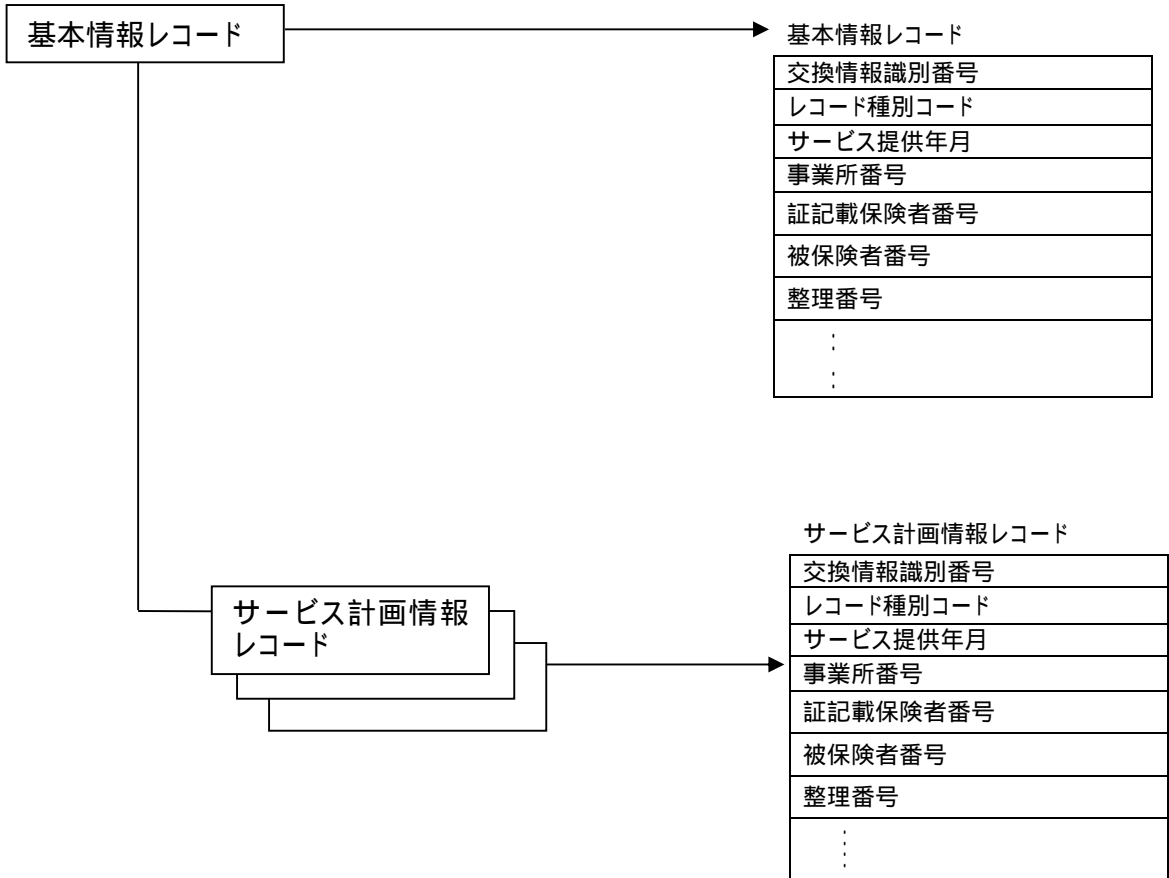 基本情報レコード
基本情報レコード
交換情報識別番号
レコード種別コード
サービス提供年月
事業所番号
証記載保険者番号
被保険者番号
整理番号
サービス計画情報
レコード
サービス計画情報レコード
交換情報識別番号
レコード種別コード
サービス提供年月
事業所番号
証記載保険者番号
被保険者番号
整理番号